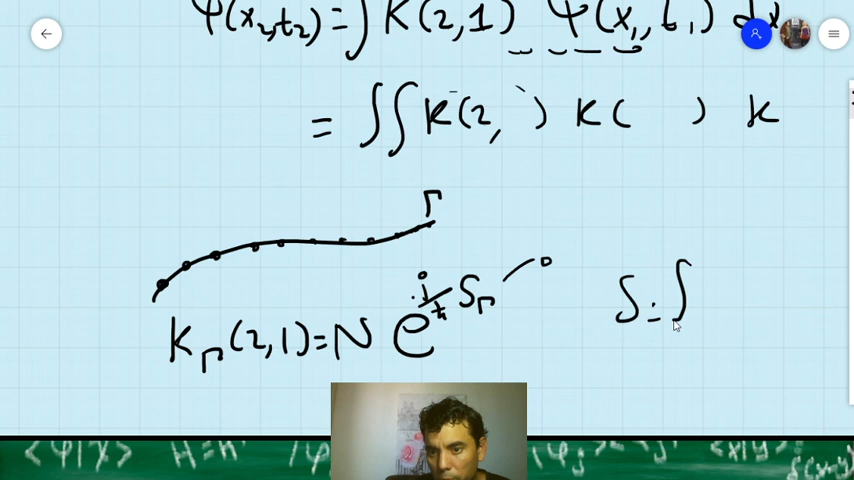 Ψ(x₂,t₂)=∫ K(2,1) Ψ(x₁,t₁) dx
= ∫∫ K(2, ) K( ) K
Γ
K_Γ(2,1)=N e^{i/ħ S_Γ} S = ∫
<φ|x> H=H